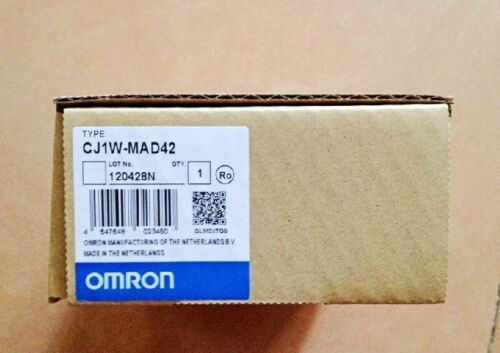 TYPE
CJ1W-MAD42
LOT No. QTY.
120428N 1 Ro
4 547648 023460
OMRON MANUFACTURING OF THE NETHERLANDS B.V.
MADE IN THE NETHERLANDS
OMRON